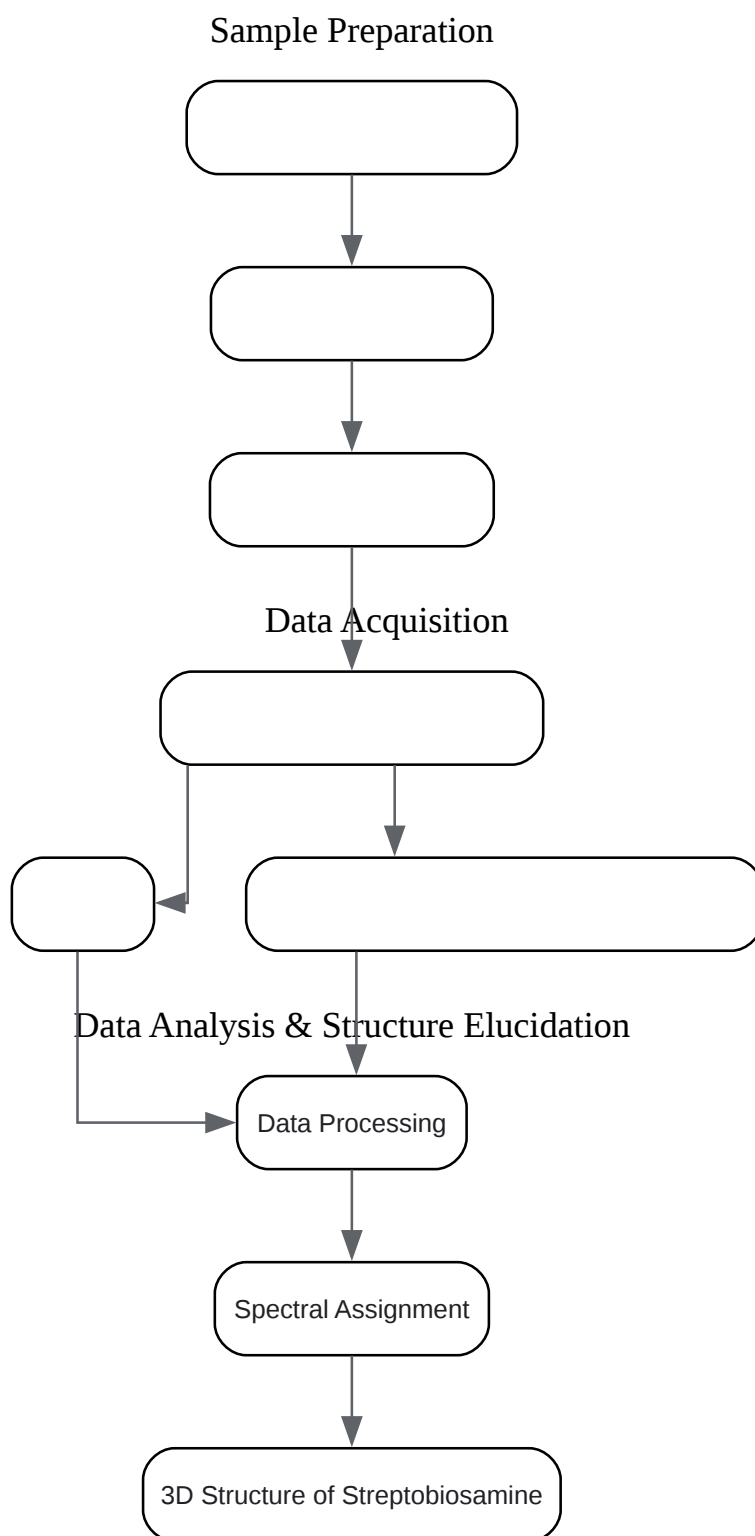 Sample Preparation
Data Acquisition
Data Analysis & Structure Elucidation
Data Processing
Spectral Assignment
3D Structure of Streptobiosamine